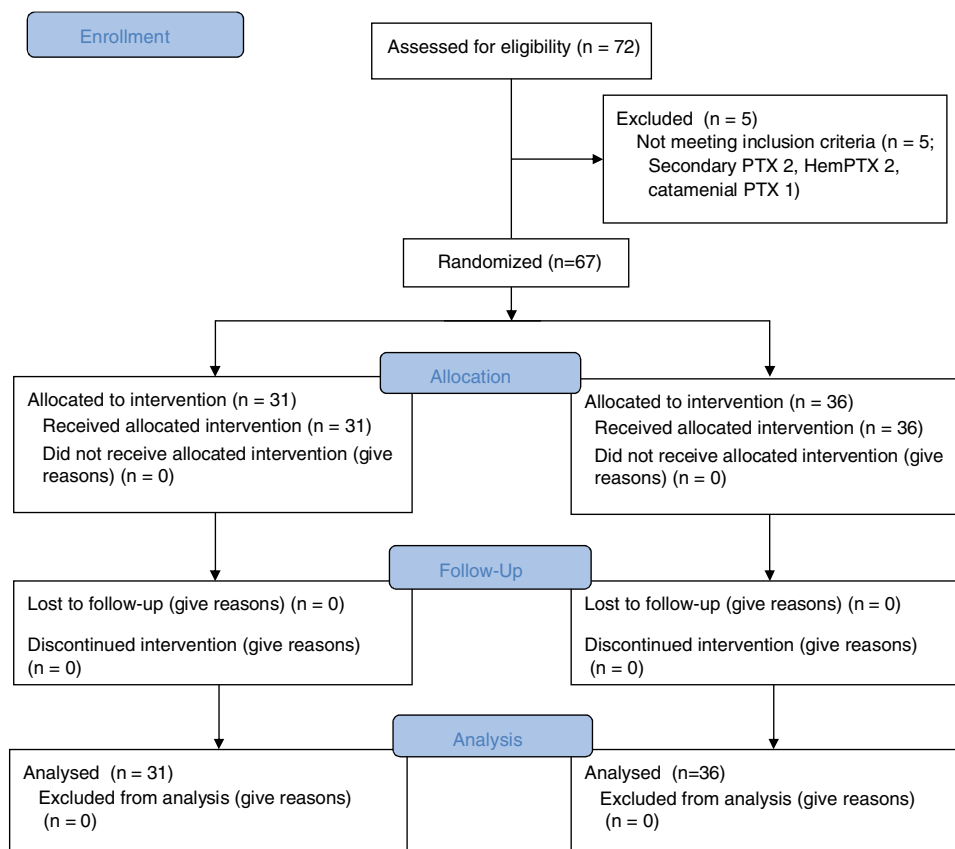 Enrollment
Assessed for eligibility (n = 72)
Excluded (n = 5)
Not meeting inclusion criteria (n = 5;
Secondary PTX 2, HemPTX 2,
catamenial PTX 1)
Randomized (n=67)
Allocation
Allocated to intervention (n = 31)
Received allocated intervention (n = 31)
Did not receive allocated intervention (give
reasons) (n = 0)
Allocated to intervention (n = 36)
Received allocated intervention (n = 36)
Did not receive allocated intervention (give
reasons) (n = 0)
Follow-Up
Lost to follow-up (give reasons) (n = 0)
Discontinued intervention (give reasons)
(n = 0)
Lost to follow-up (give reasons) (n = 0)
Discontinued intervention (give reasons)
(n = 0)
Analysis
Analysed (n = 31)
Excluded from analysis (give reasons)
(n = 0)
Analysed (n=36)
Excluded from analysis (give reasons)
(n = 0)